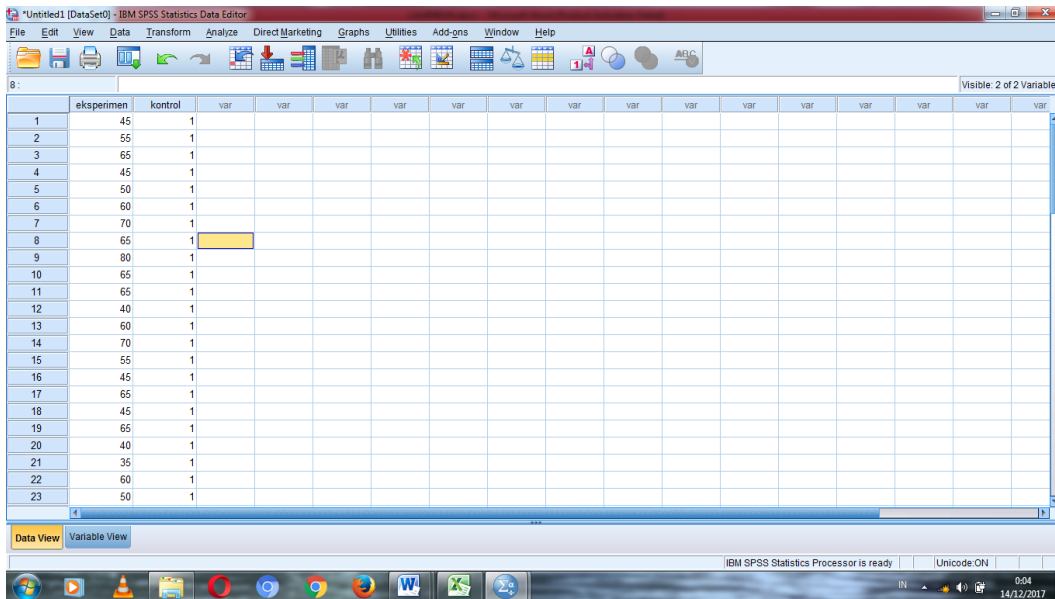 *Untitled1 [DataSet0] - IBM SPSS Statistics Data Editor
File Edit View Data Transform Analyze Direct Marketing Graphs Utilities Add-ons Window Help
8 : Visible: 2 of 2 Variable
eksperimen kontrol var var var var var var var var var var var var var var var
1 45 1
2 55 1
3 65 1
4 45 1
5 50 1
6 60 1
7 70 1
8 65 1
9 80 1
10 65 1
11 65 1
12 40 1
13 60 1
14 70 1
15 55 1
16 45 1
17 65 1
18 45 1
19 65 1
20 40 1
21 35 1
22 60 1
23 50 1
Data View Variable View
IBM SPSS Statistics Processor is ready Unicode:ON
IN 0:04
14/12/2017